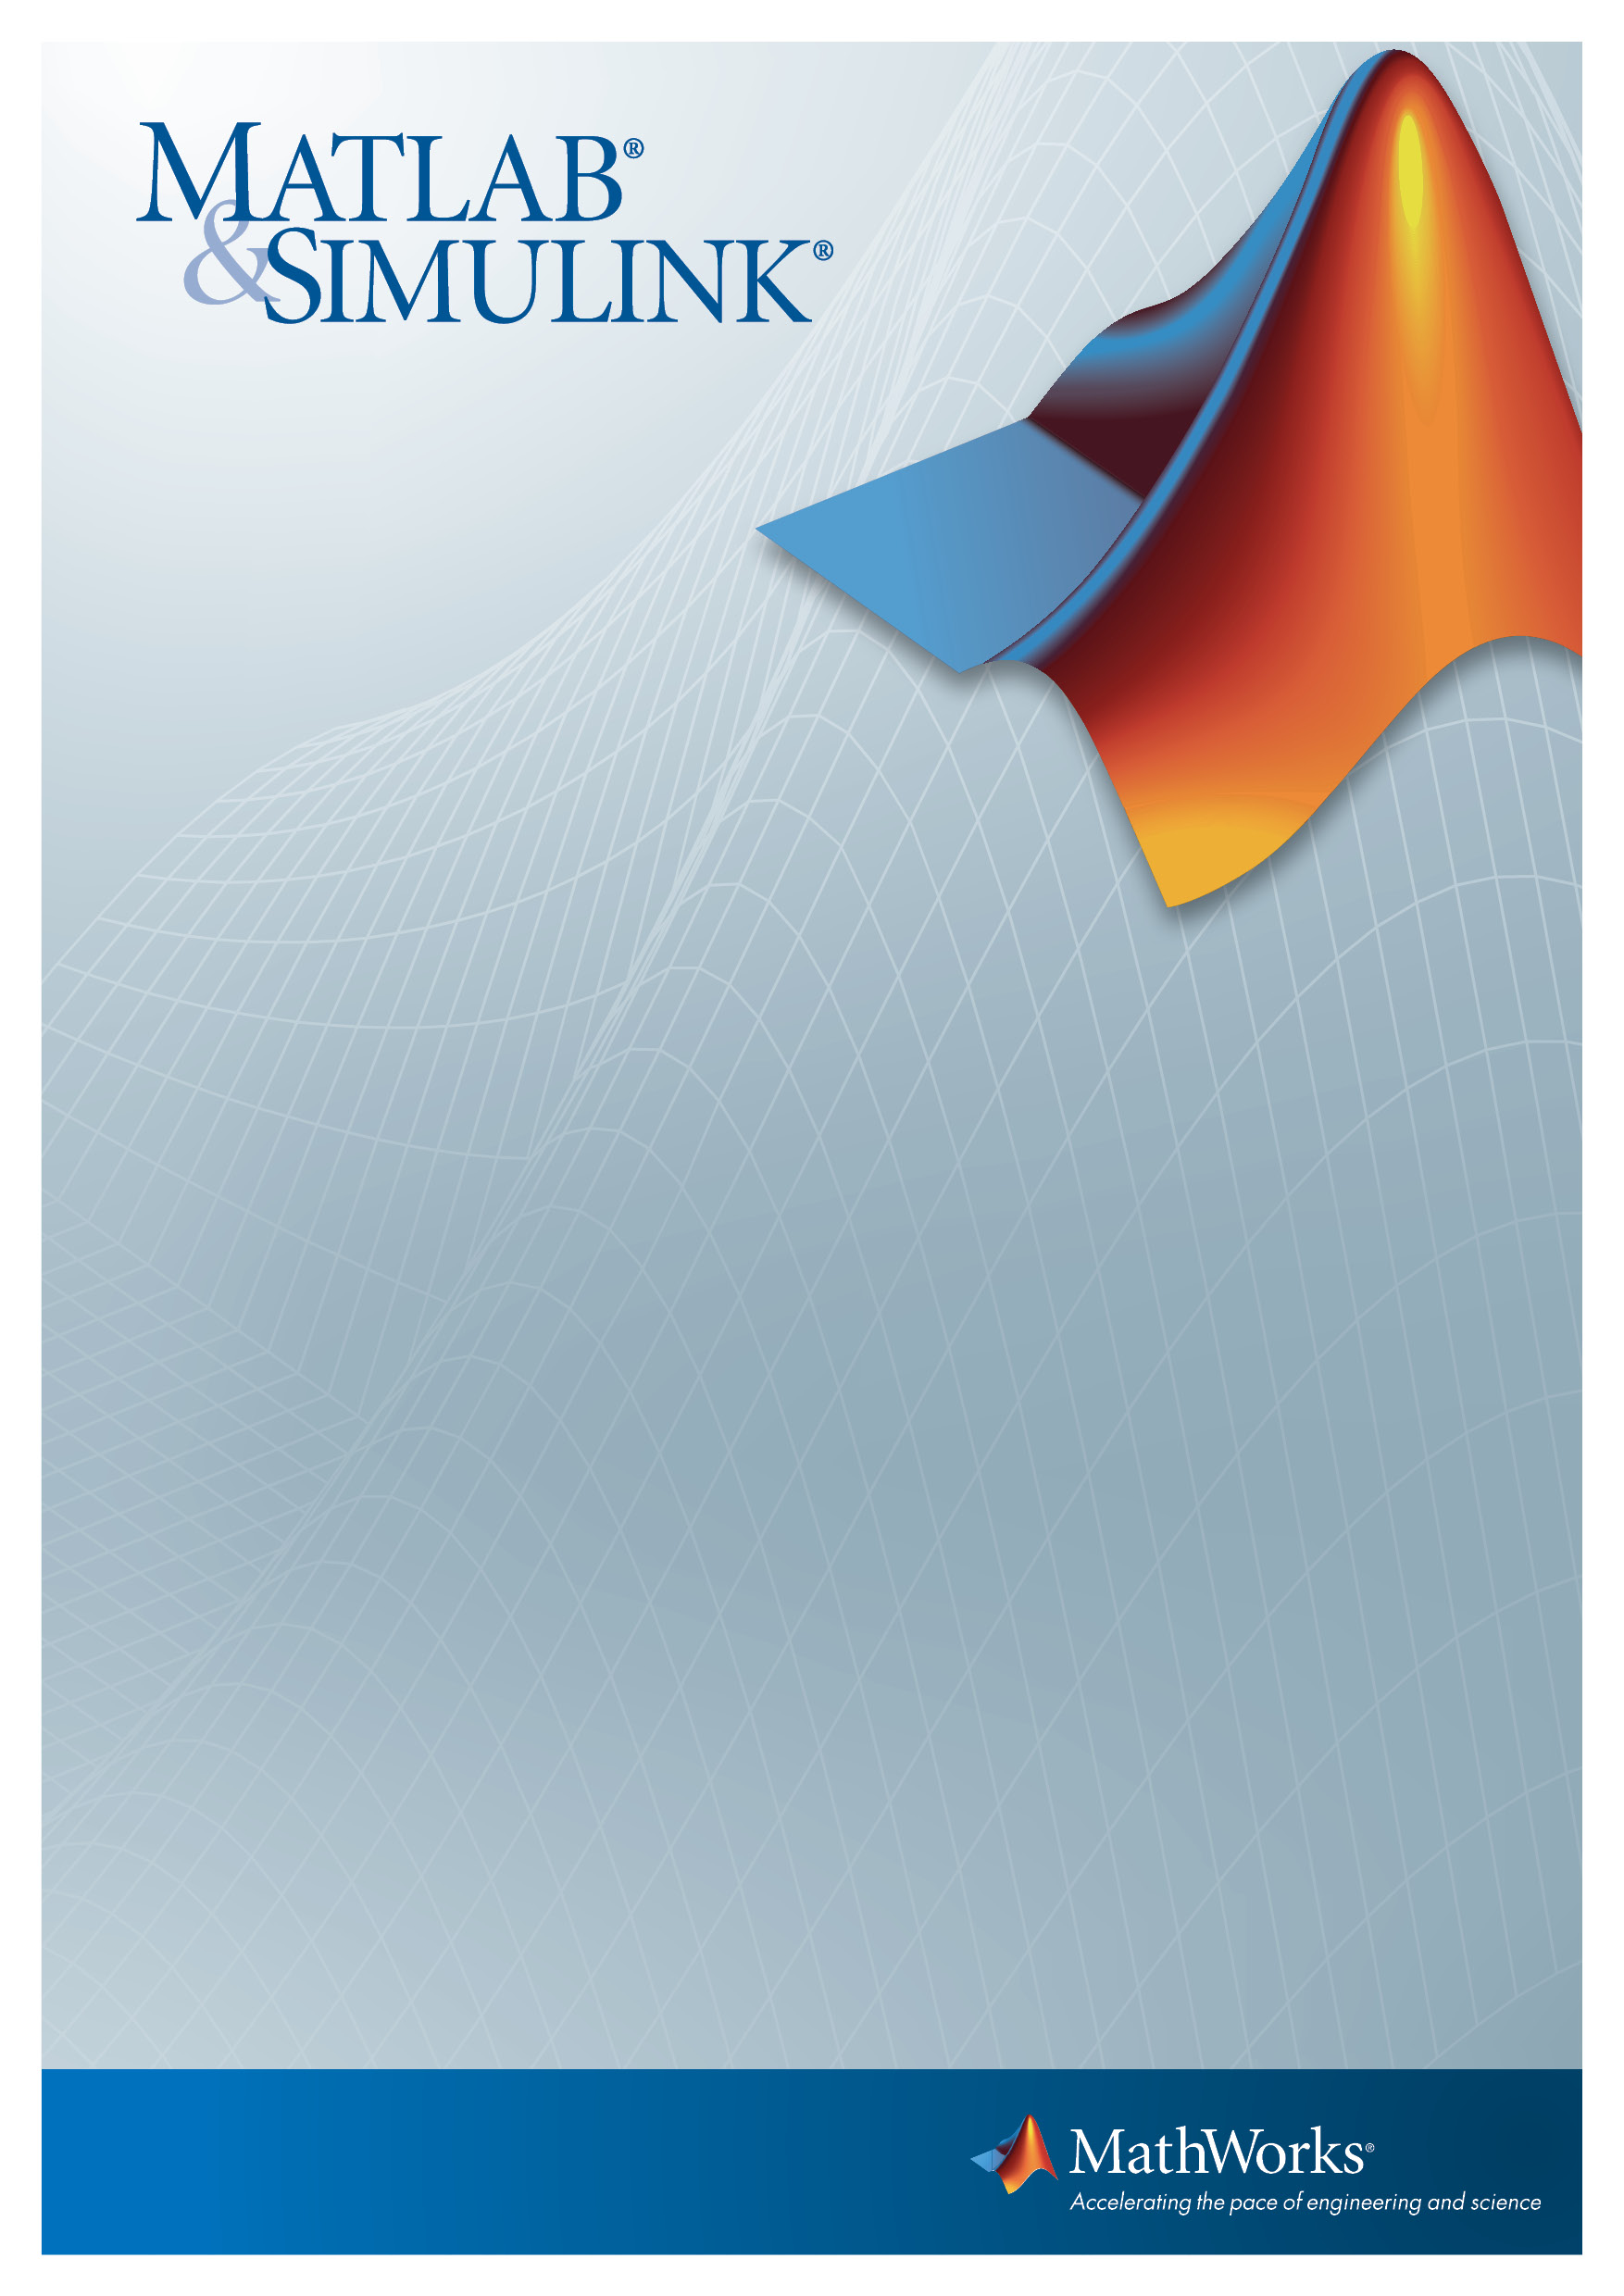 MATLAB®
&SIMULINK®
MathWorks®
Accelerating the pace of engineering and science